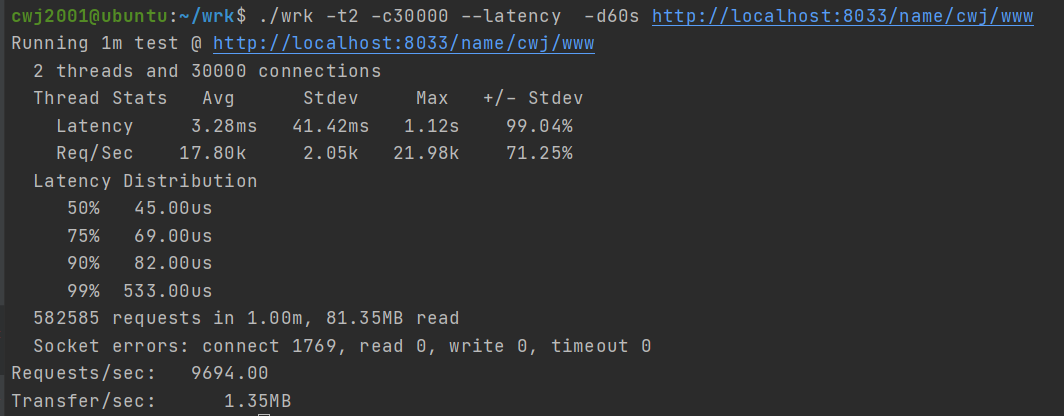 cwj2001@ubuntu:~/wrk$ ./wrk -t2 -c30000 --latency  -d60s http://localhost:8033/name/cwj/www
Running 1m test @ http://localhost:8033/name/cwj/www
  2 threads and 30000 connections
  Thread Stats   Avg      Stdev     Max   +/- Stdev
    Latency     3.28ms   41.42ms   1.12s    99.04%
    Req/Sec    17.80k     2.05k   21.98k    71.25%
  Latency Distribution
     50%   45.00us
     75%   69.00us
     90%   82.00us
     99%  533.00us
  582585 requests in 1.00m, 81.35MB read
  Socket errors: connect 1769, read 0, write 0, timeout 0
Requests/sec:   9694.00
Transfer/sec:      1.35MB